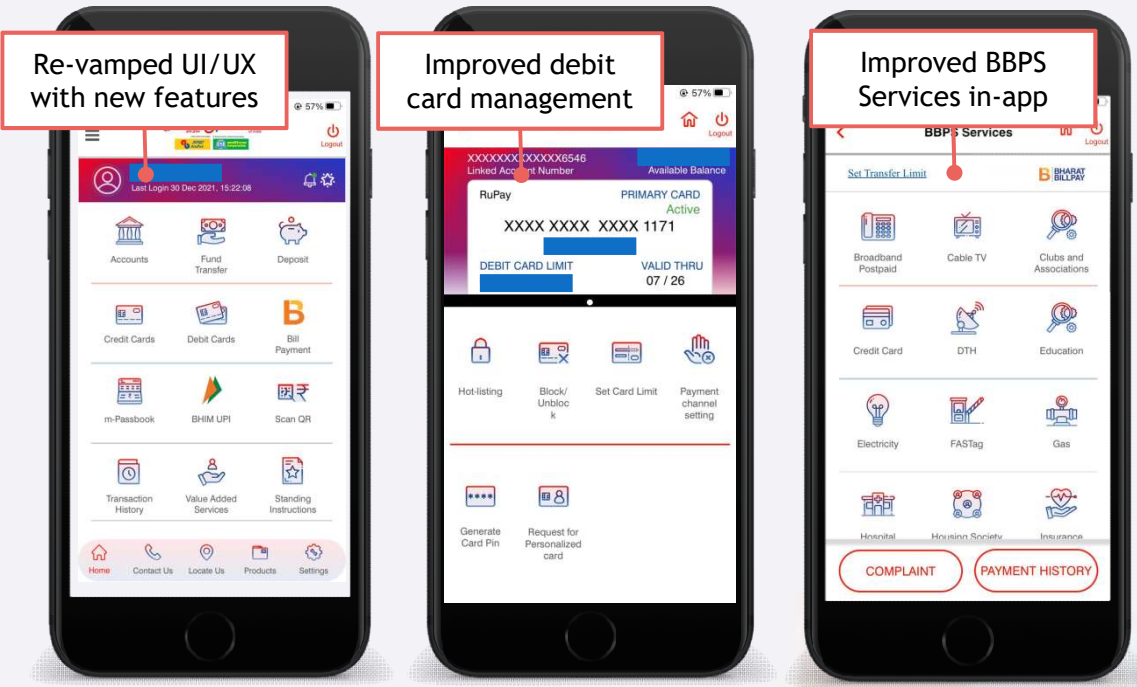 Re-vamped UI/UX
with new features
57%
Logout
Last Login 30 Dec 2021, 15:22:08
Accounts
Fund
Transfer
Deposit
Credit Cards
Debit Cards
Bill
Payment
m-Passbook
BHIM UPI
Scan QR
Transaction
History
Value Added
Services
Standing
Instructions
Home
Contact Us
Locate Us
Products
Settings
Improved debit
card management
57%
Logout
XXXXXXXXXXXXXX6546
Linked Account Number
Available Balance
RuPay
PRIMARY CARD
Active
XXXX XXXX XXXX 1171
DEBIT CARD LIMIT
VALID THRU
07 / 26
Hot-listing
Block/
Unbloc
k
Set Card Limit
Payment
channel
setting
Generate
Card Pin
Request for
Personalized
card
Improved BBPS
Services in-app
BBPS Services
Logout
Set Transfer Limit
B BHARAT
BILLPAY
Broadband
Postpaid
Cable TV
Clubs and
Associations
Credit Card
DTH
Education
Electricity
FASTag
Gas
Hospital
Housing Society
Insurance
COMPLAINT
PAYMENT HISTORY